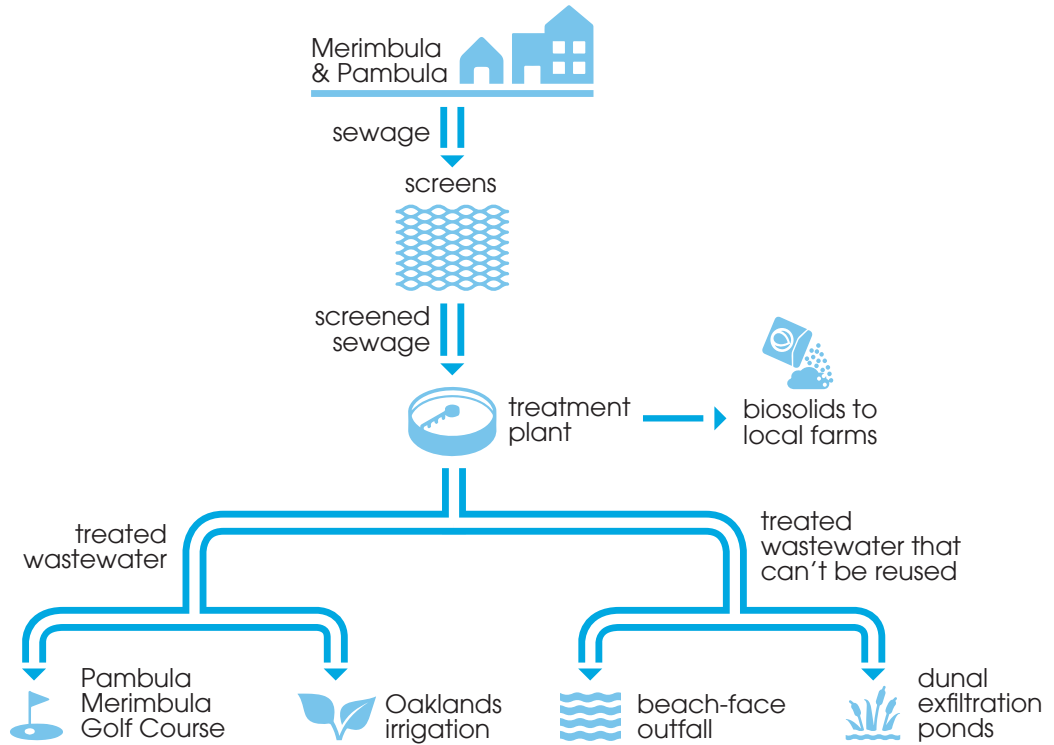 Merimbula
& Pambula
sewage
screens
screened
sewage
treatment
plant
biosolids to
local farms
treated
wastewater
treated
wastewater that
can't be reused
Pambula
Merimbula
Golf Course
Oaklands
irrigation
beach-face
outfall
dunal
exfiltration
ponds